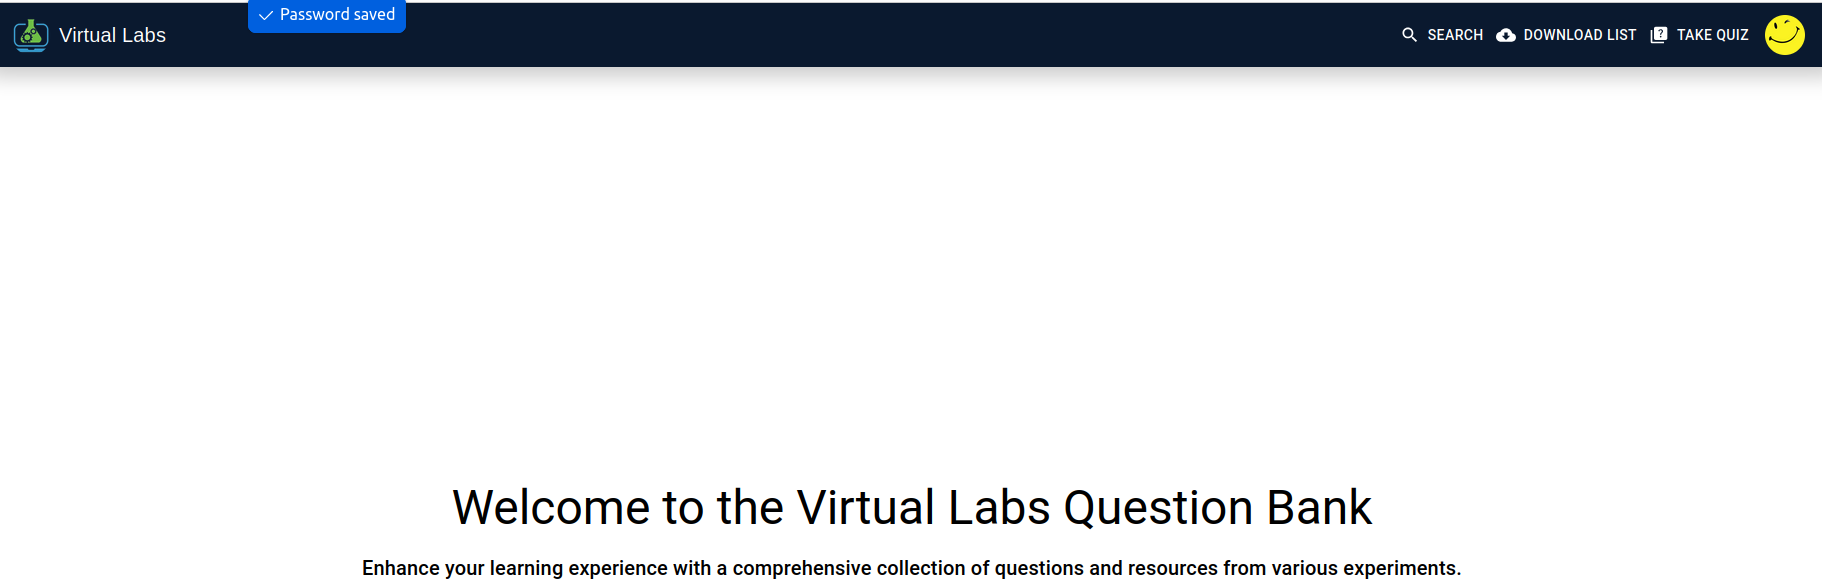 Password saved
Virtual Labs
SEARCH
DOWNLOAD LIST
TAKE QUIZ
Welcome to the Virtual Labs Question Bank
Enhance your learning experience with a comprehensive collection of questions and resources from various experiments.